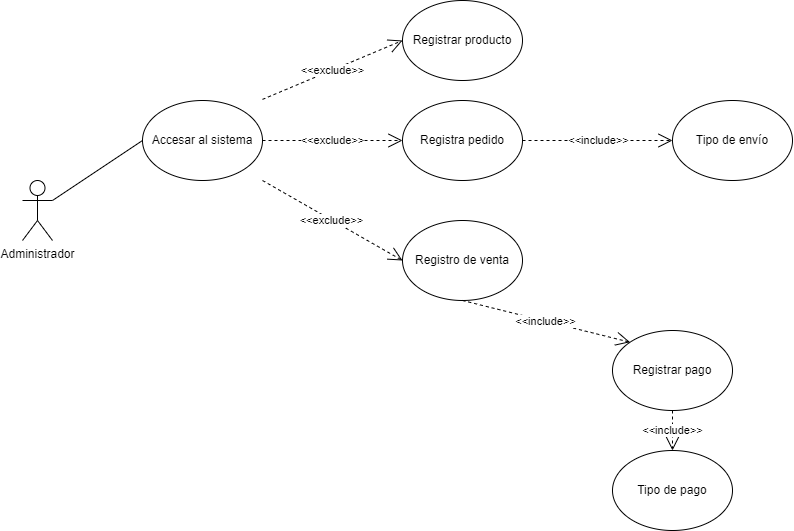 Registrar producto
<<exclude>>
Accesar al sistema
<<exclude>>
Registra pedido
<<include>>
Tipo de envío
Administrador
<<exclude>>
Registro de venta
<<include>>
Registrar pago
<<include>>
Tipo de pago